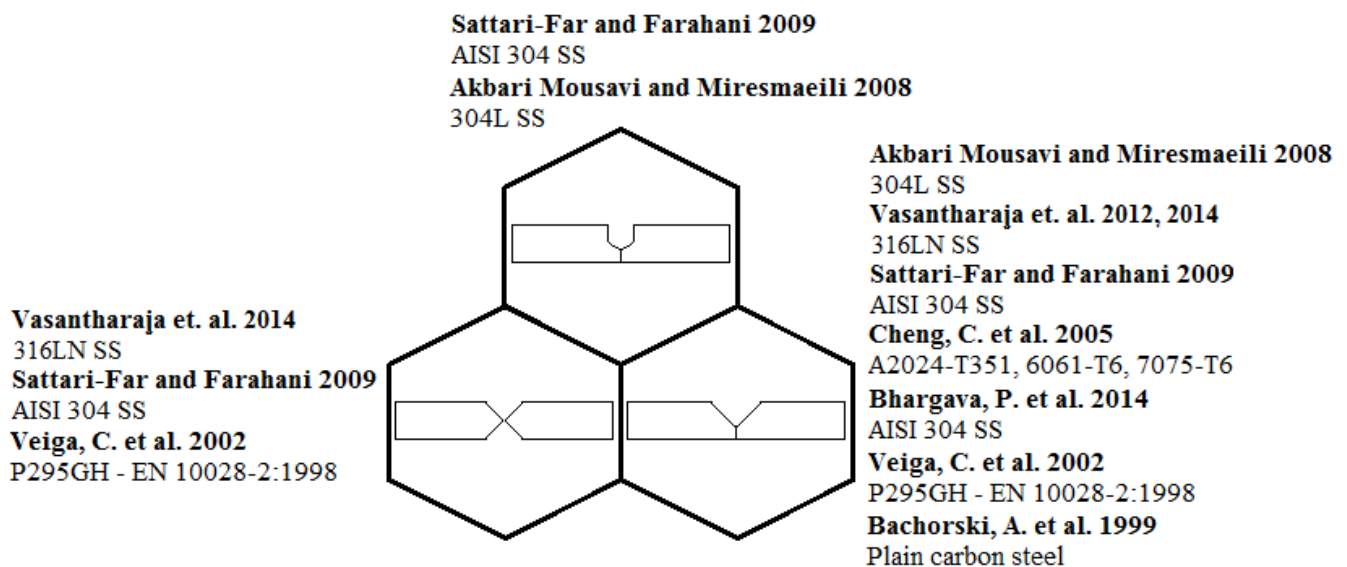 Sattari-Far and Farahani 2009
AISI 304 SS
Akbari Mousavi and Miresmaeili 2008
304L SS
Akbari Mousavi and Miresmaeili 2008
304L SS
Vasantharaja et. al. 2012, 2014
316LN SS
Sattari-Far and Farahani 2009
AISI 304 SS
Cheng, C. et al. 2005
A2024-T351, 6061-T6, 7075-T6
Bhargava, P. et al. 2014
AISI 304 SS
Veiga, C. et al. 2002
P295GH - EN 10028-2:1998
Bachorski, A. et al. 1999
Plain carbon steel
Vasantharaja et. al. 2014
316LN SS
Sattari-Far and Farahani 2009
AISI 304 SS
Veiga, C. et al. 2002
P295GH - EN 10028-2:1998